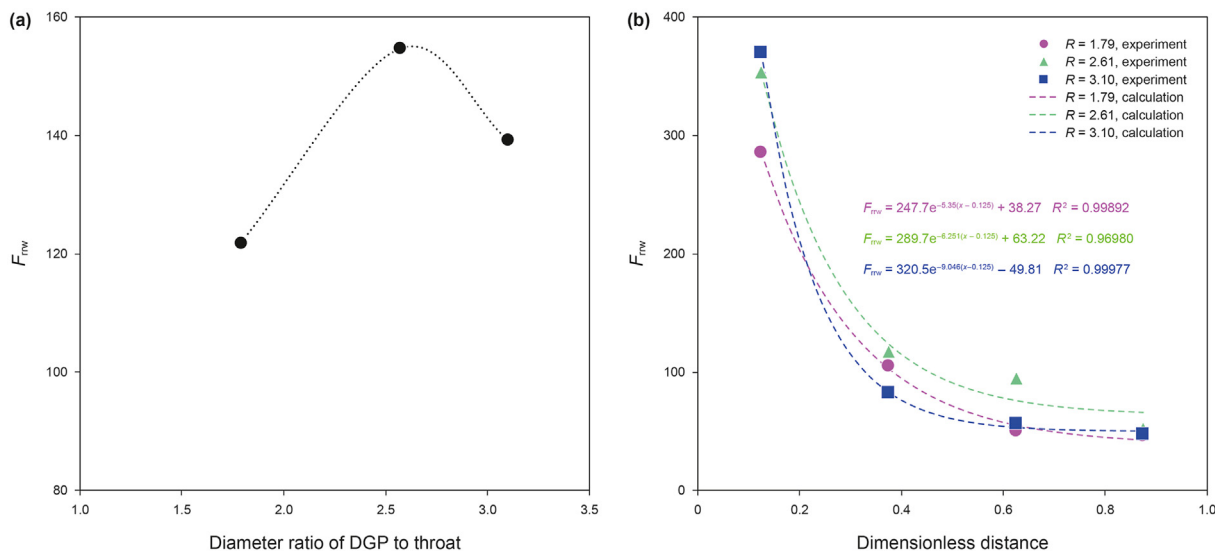 (a)
160
140
120
100
80
F_rrw
1.0 1.5 2.0 2.5 3.0 3.5
Diameter ratio of DGP to throat
(b)
400
300
200
100
0
F_rrw
0 0.2 0.4 0.6 0.8 1.0
Dimensionless distance
R = 1.79, experiment
R = 2.61, experiment
R = 3.10, experiment
R = 1.79, calculation
R = 2.61, calculation
R = 3.10, calculation
F_rrw = 247.7e^−5.35(x − 0.125) + 38.27 R² = 0.99892
F_rrw = 289.7e^−6.251(x − 0.125) + 63.22 R² = 0.96980
F_rrw = 320.5e^−9.046(x−0.125) − 49.81 R² = 0.99977